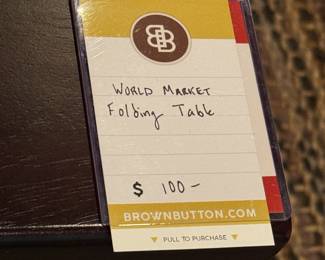 BB
WORLD MARKET
Folding Table
$ 100-
BROWNBUTTON.COM
PULL TO PURCHASE